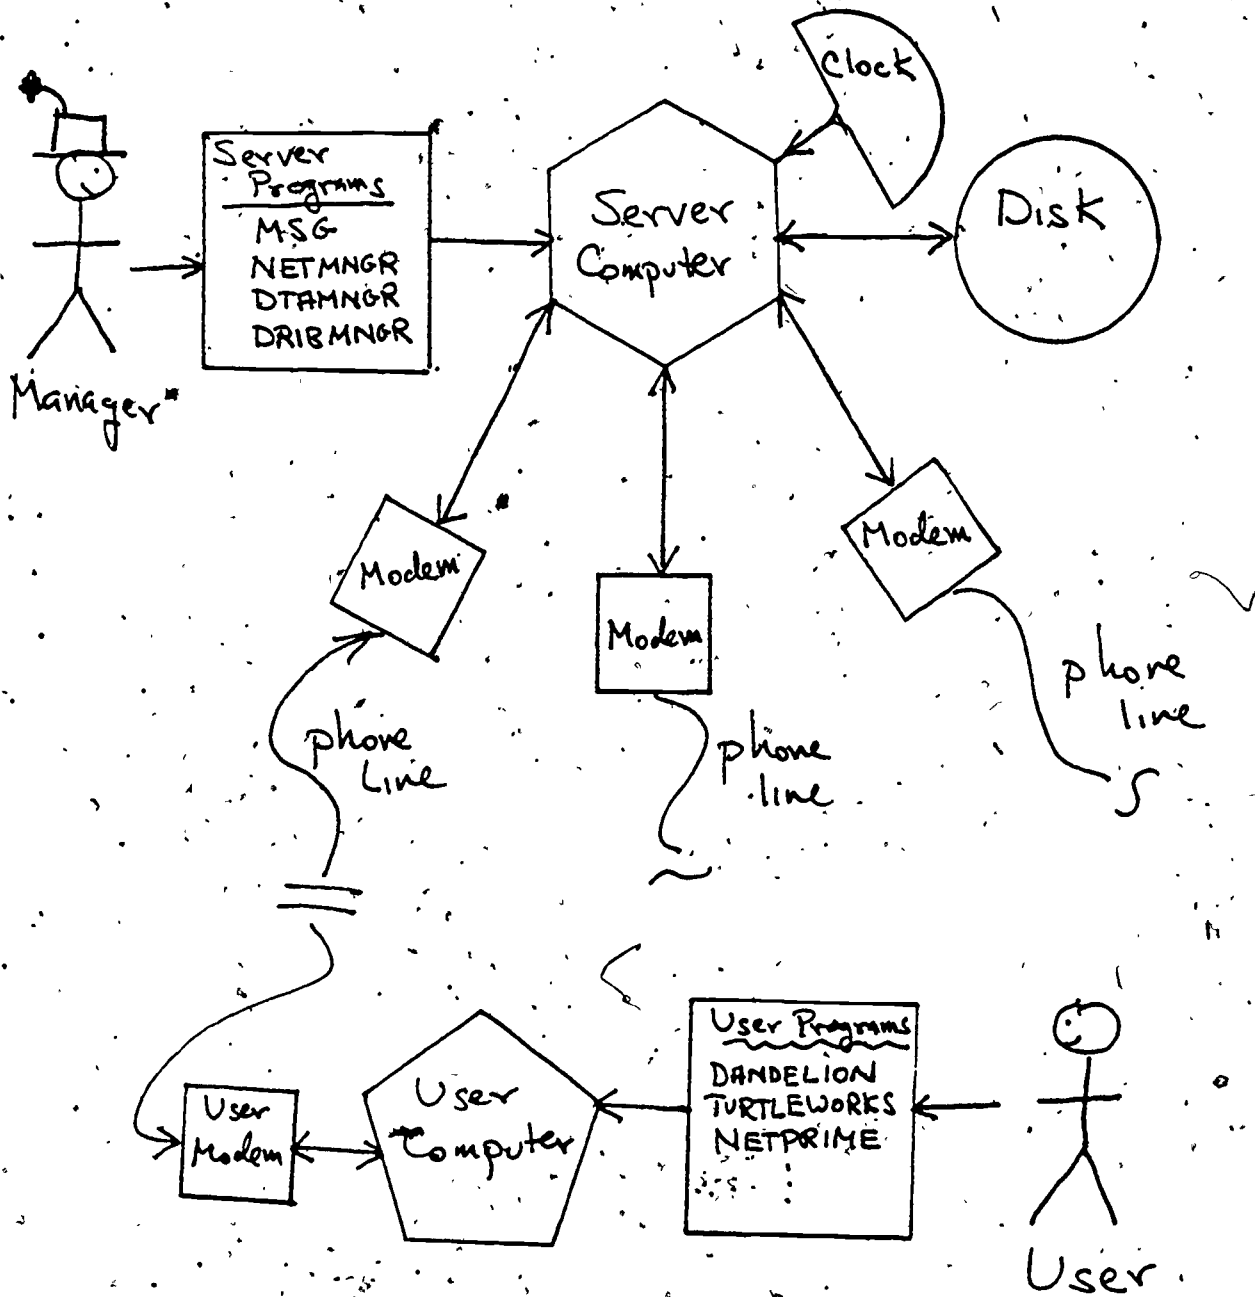 Clock
Server
Programs
MSG
NETMNGR
DTAMNGR
DRIBMNGR
Server
Computer
Disk
Manager*
Modem
Modem
Modem
phone
line
phone
Line
phone
line
User Programs
DANDELION
TURTLEWORKS
NETPRIME
User
Computer
User
Modem
User